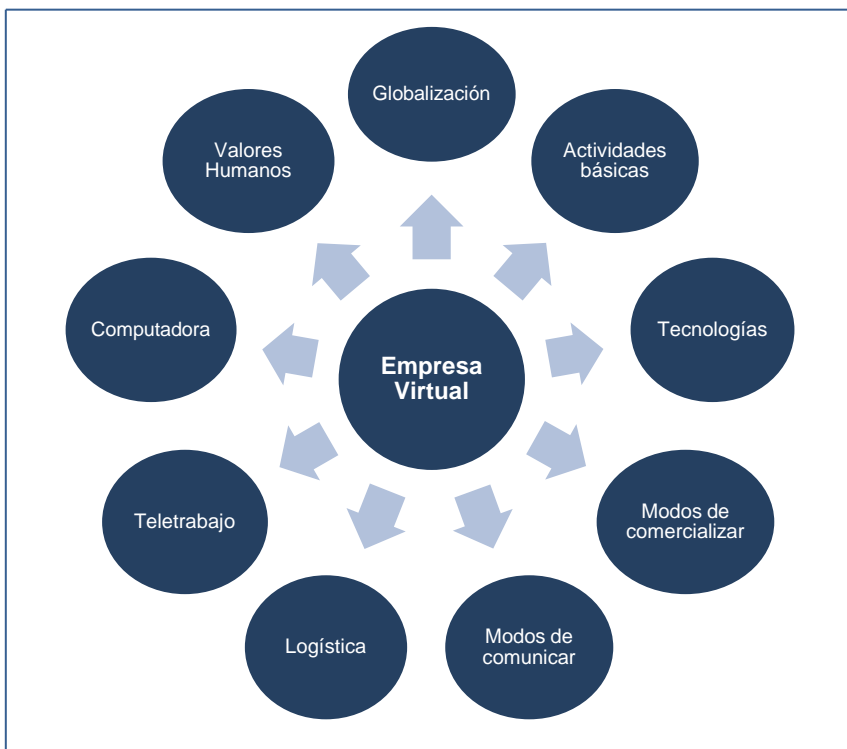 Globalización
Actividades
básicas
Tecnologías
Modos de
comercializar
Modos de
comunicar
Logística
Teletrabajo
Computadora
Valores
Humanos
Empresa
Virtual